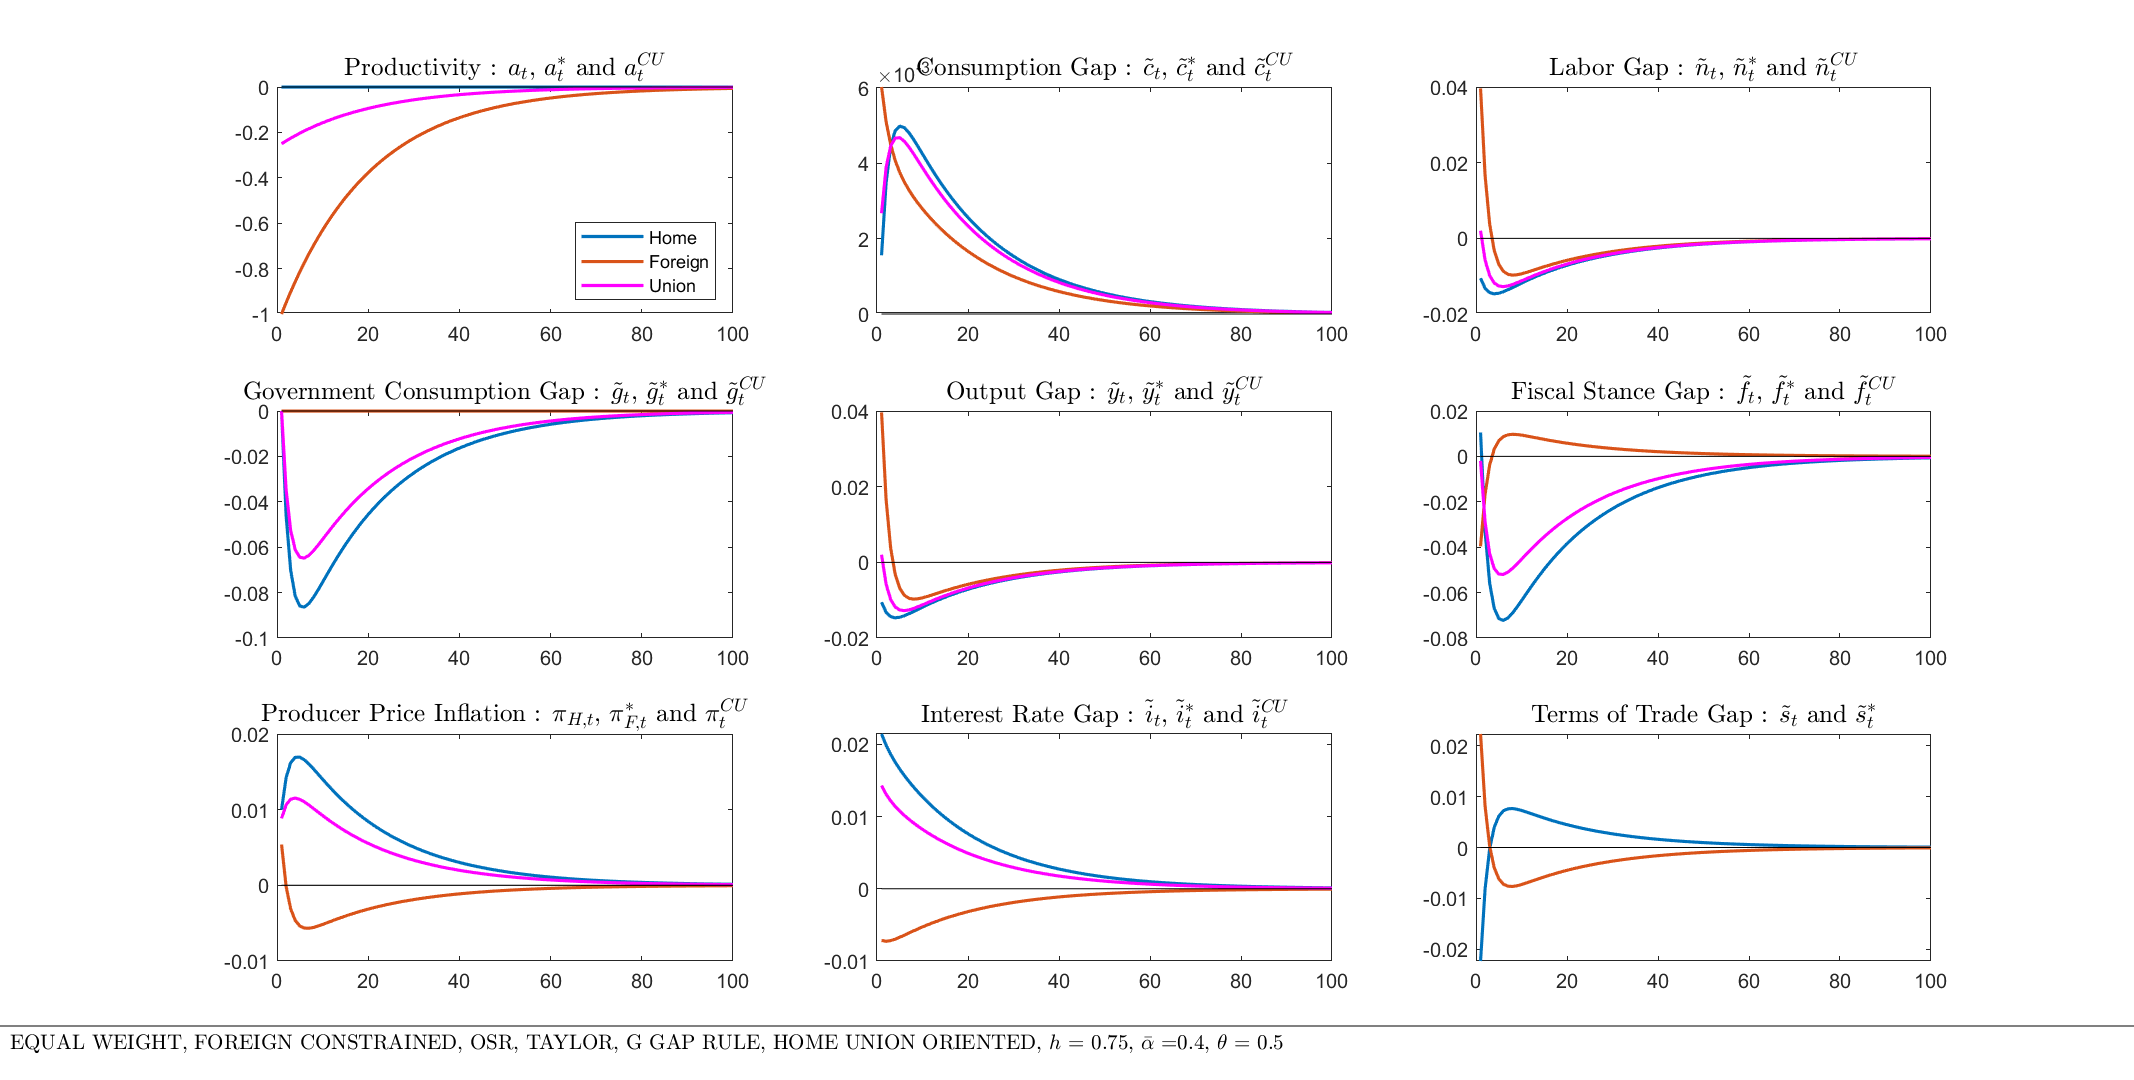 Productivity : a_t, a_t^* and a_t^{CU}
0
-0.2
-0.4
-0.6
-0.8
-1
0 20 40 60 80 100
Home
Foreign
Union
×10
Consumption Gap : c̃_t, c̃_t^* and c̃_t^{CU}
6
4
2
0
0 20 40 60 80 100
Labor Gap : ñ_t, ñ_t^* and ñ_t^{CU}
0.04
0.02
0
-0.02
0 20 40 60 80 100
Government Consumption Gap : g̃_t, g̃_t^* and g̃_t^{CU}
0
-0.02
-0.04
-0.06
-0.08
-0.1
0 20 40 60 80 100
Output Gap : ỹ_t, ỹ_t^* and ỹ_t^{CU}
0.04
0.02
0
-0.02
0 20 40 60 80 100
Fiscal Stance Gap : f̃_t, f̃_t^* and f̃_t^{CU}
0.02
0
-0.02
-0.04
-0.06
-0.08
0 20 40 60 80 100
Producer Price Inflation : π_{H,t}, π_{F,t}^* and π_t^{CU}
0.02
0.01
0
-0.01
0 20 40 60 80 100
Interest Rate Gap : ĩ_t, ĩ_t^* and ĩ_t^{CU}
0.02
0.01
0
-0.01
0 20 40 60 80 100
Terms of Trade Gap : s̃_t and s̃_t^*
0.02
0.01
0
-0.01
-0.02
0 20 40 60 80 100
EQUAL WEIGHT, FOREIGN CONSTRAINED, OSR, TAYLOR, G GAP RULE, HOME UNION ORIENTED, h = 0.75, ᾱ =0.4, θ = 0.5